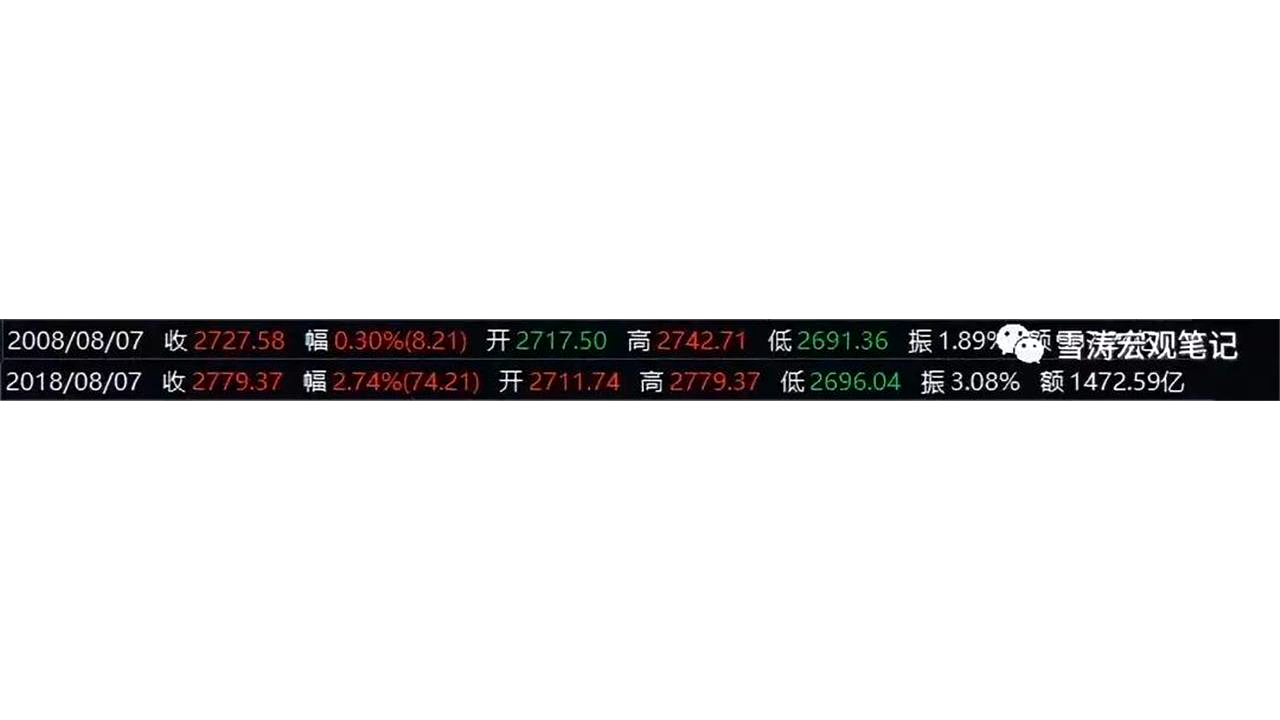 2008/08/07 收 2727.58 幅 0.30%(8.21) 开 2717.50 高 2742.71 低 2691.36 振 1.89% 额 雪涛宏观笔记
2018/08/07 收 2779.37 幅 2.74%(74.21) 开 2711.74 高 2779.37 低 2696.04 振 3.08% 额 1472.59亿